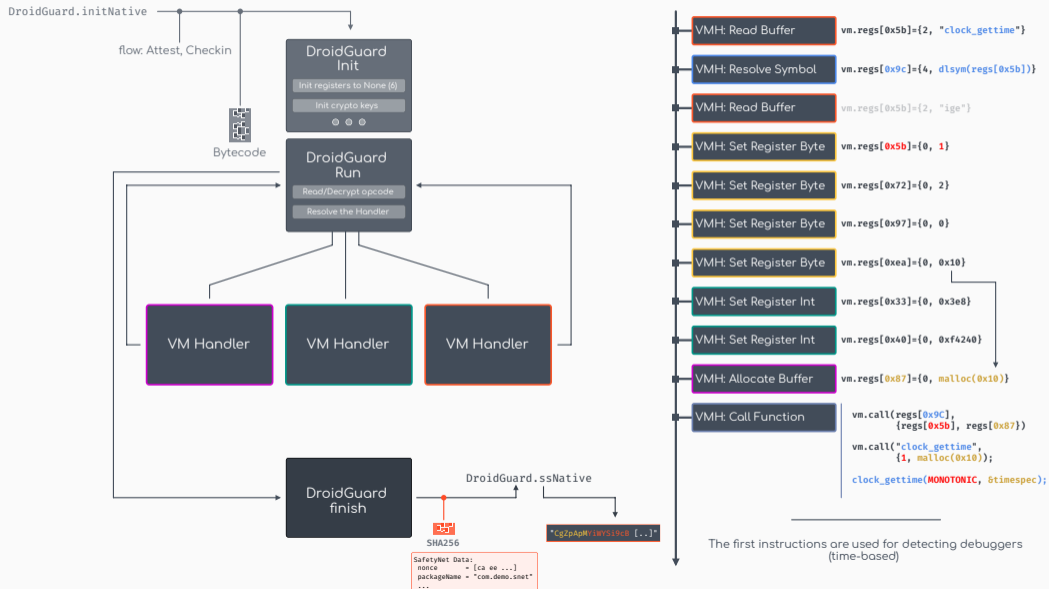 DroidGuard.initNative
flow: Attest, Checkin
Bytecode
DroidGuard
Init
Init registers to None (6)
Init crypto keys
DroidGuard
Run
Read/Decrypt opcode
Resolve the Handler
VM Handler
VM Handler
VM Handler
DroidGuard
finish
SHA256
SafetyNet Data:
nonce = [ca ee ...]
packageName = "com.demo.snet"
...
DroidGuard.ssNative
"CgZpApMYiWYSi9cB [..]"
VMH: Read Buffer
vm.regs[0x5b]={2, "clock_gettime"}
VMH: Resolve Symbol
vm.regs[0x9c]={4, dlsym(regs[0x5b])}
VMH: Read Buffer
vm.regs[0x5b]={2, "ige"}
VMH: Set Register Byte
vm.regs[0x5b]={0, 1}
VMH: Set Register Byte
vm.regs[0x72]={0, 2}
VMH: Set Register Byte
vm.regs[0x97]={0, 0}
VMH: Set Register Byte
vm.regs[0xea]={0, 0x10}
VMH: Set Register Int
vm.regs[0x33]={0, 0x3e8}
VMH: Set Register Int
vm.regs[0x40]={0, 0xf4240}
VMH: Allocate Buffer
vm.regs[0x87]={0, malloc(0x10)}
VMH: Call Function
vm.call(regs[0x9C],
{regs[0x5b], regs[0x87]})
vm.call("clock_gettime",
{1, malloc(0x10)});
clock_gettime(MONOTONIC, &timespec);
The first instructions are used for detecting debuggers
(time-based)